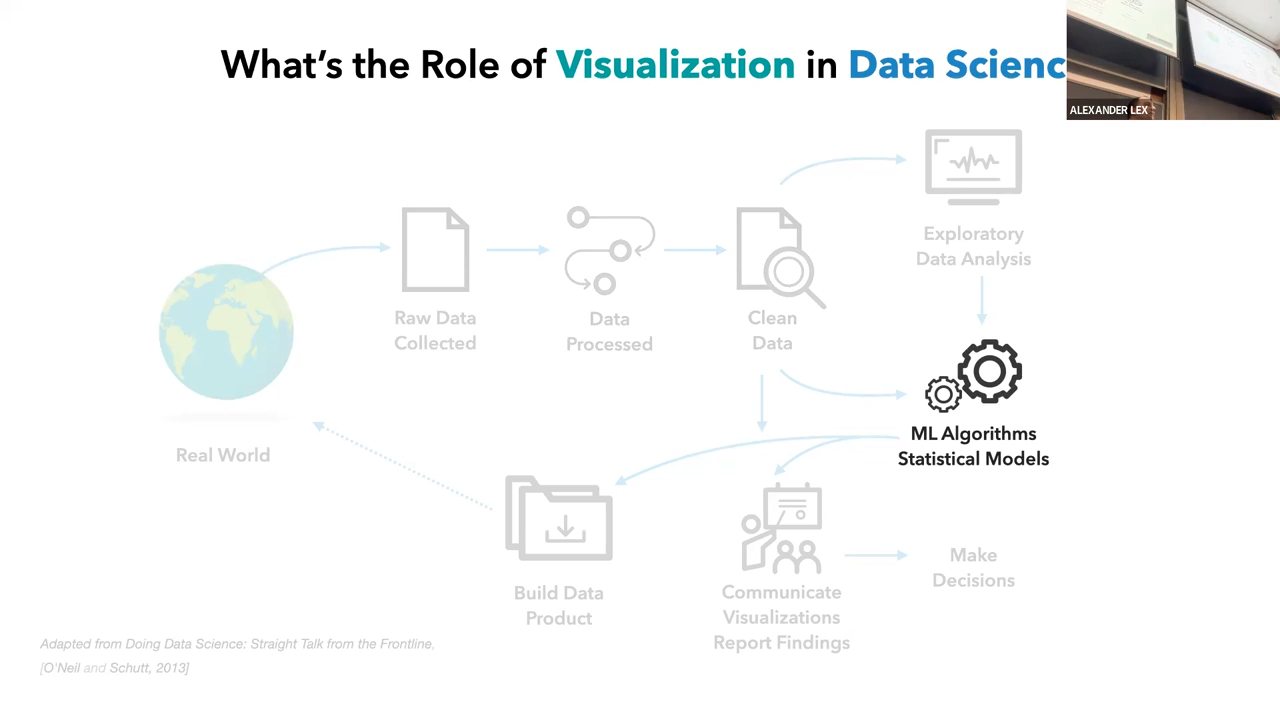 What's the Role of Visualization in Data Scienc
ALEXANDER LEX
Exploratory
Data Analysis
Raw Data
Collected
Data
Processed
Clean
Data
ML Algorithms
Statistical Models
Real World
Build Data
Product
Communicate
Visualizations
Report Findings
Make
Decisions
Adapted from Doing Data Science: Straight Talk from the Frontline,
[O'Neil and Schutt, 2013]